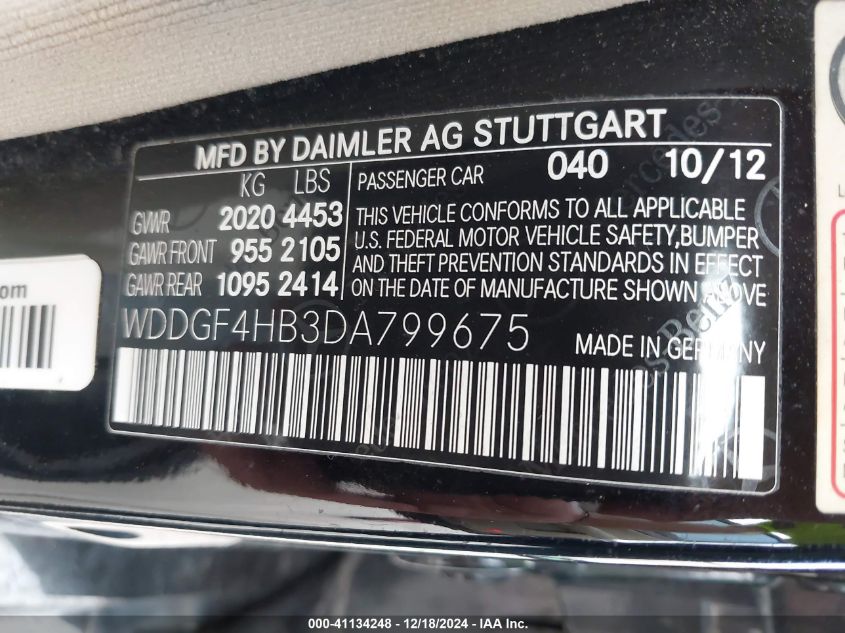 MFD BY DAIMLER AG STUTTGART
KG LBS
PASSENGER CAR 040 10/12
GVWR 2020 4453
GAWR FRONT 955 2105
GAWR REAR 1095 2414
THIS VEHICLE CONFORMS TO ALL APPLICABLE
U.S. FEDERAL MOTOR VEHICLE SAFETY, BUMPER
AND THEFT PREVENTION STANDARDS IN EFFECT
ON THE DATE OF MANUFACTURE SHOWN ABOVE
WDDGF4HB3DA799675
MADE IN GERMANY
om
000-41134248 - 12/18/2024 - IAA Inc.